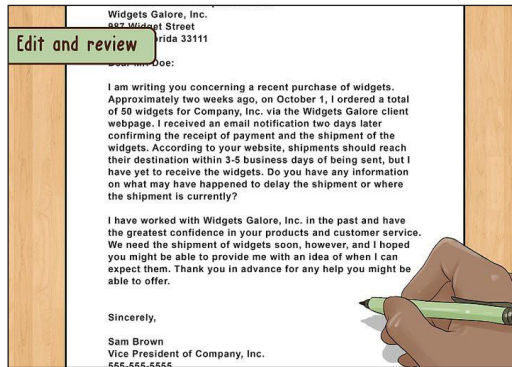 Widgets Galore, Inc.
987 Widget Street
Edit and review
orida 33111
Doe:
I am writing you concerning a recent purchase of widgets.
Approximately two weeks ago, on October 1, I ordered a total
of 50 widgets for Company, Inc. via the Widgets Galore client
webpage. I received an email notification two days later
confirming the receipt of payment and the shipment of the
widgets. According to your website, shipments should reach
their destination within 3-5 business days of being sent, but I
have yet to receive the widgets. Do you have any information
on what may have happened to delay the shipment or where
the shipment is currently?
I have worked with Widgets Galore, Inc. in the past and have
the greatest confidence in your products and customer service.
We need the shipment of widgets soon, however, and I hoped
you might be able to provide me with an idea of when I can
expect them. Thank you in advance for any help you might be
able to offer.
Sincerely,
Sam Brown
Vice President of Company, Inc.
555-555-5555